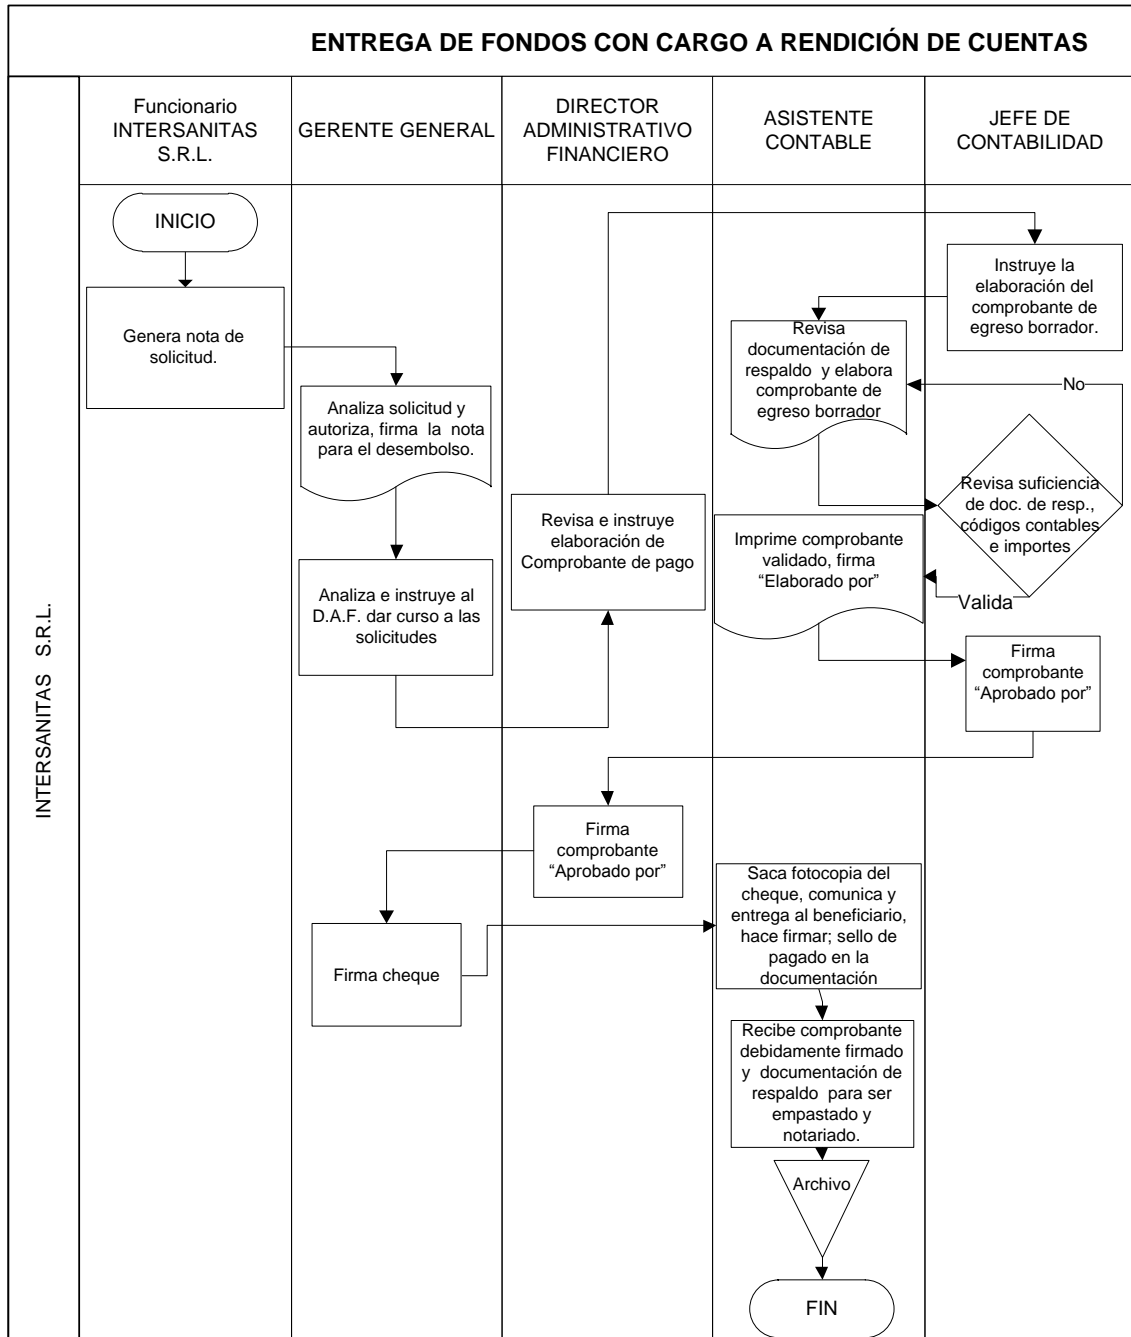 ENTREGA DE FONDOS CON CARGO A RENDICIÓN DE CUENTAS
INTERSANITAS S.R.L.
Funcionario
INTERSANITAS
S.R.L.
GERENTE GENERAL
DIRECTOR
ADMINISTRATIVO
FINANCIERO
ASISTENTE
CONTABLE
JEFE DE
CONTABILIDAD
INICIO
Genera nota de
solicitud.
Analiza solicitud y
autoriza, firma la nota
para el desembolso.
Analiza e instruye al
D.A.F. dar curso a las
solicitudes
Revisa e instruye
elaboración de
Comprobante de pago
Instruye la
elaboración del
comprobante de
egreso borrador.
Revisa
documentación de
respaldo y elabora
comprobante de
egreso borrador
No
Revisa suficiencia
de doc. de resp.,
códigos contables
e importes
Valida
Imprime comprobante
validado, firma
“Elaborado por”
Firma
comprobante
“Aprobado por”
Firma
comprobante
“Aprobado por”
Firma cheque
Saca fotocopia del
cheque, comunica y
entrega al beneficiario,
hace firmar; sello de
pagado en la
documentación
Recibe comprobante
debidamente firmado
y documentación de
respaldo para ser
empastado y
notariado.
Archivo
FIN